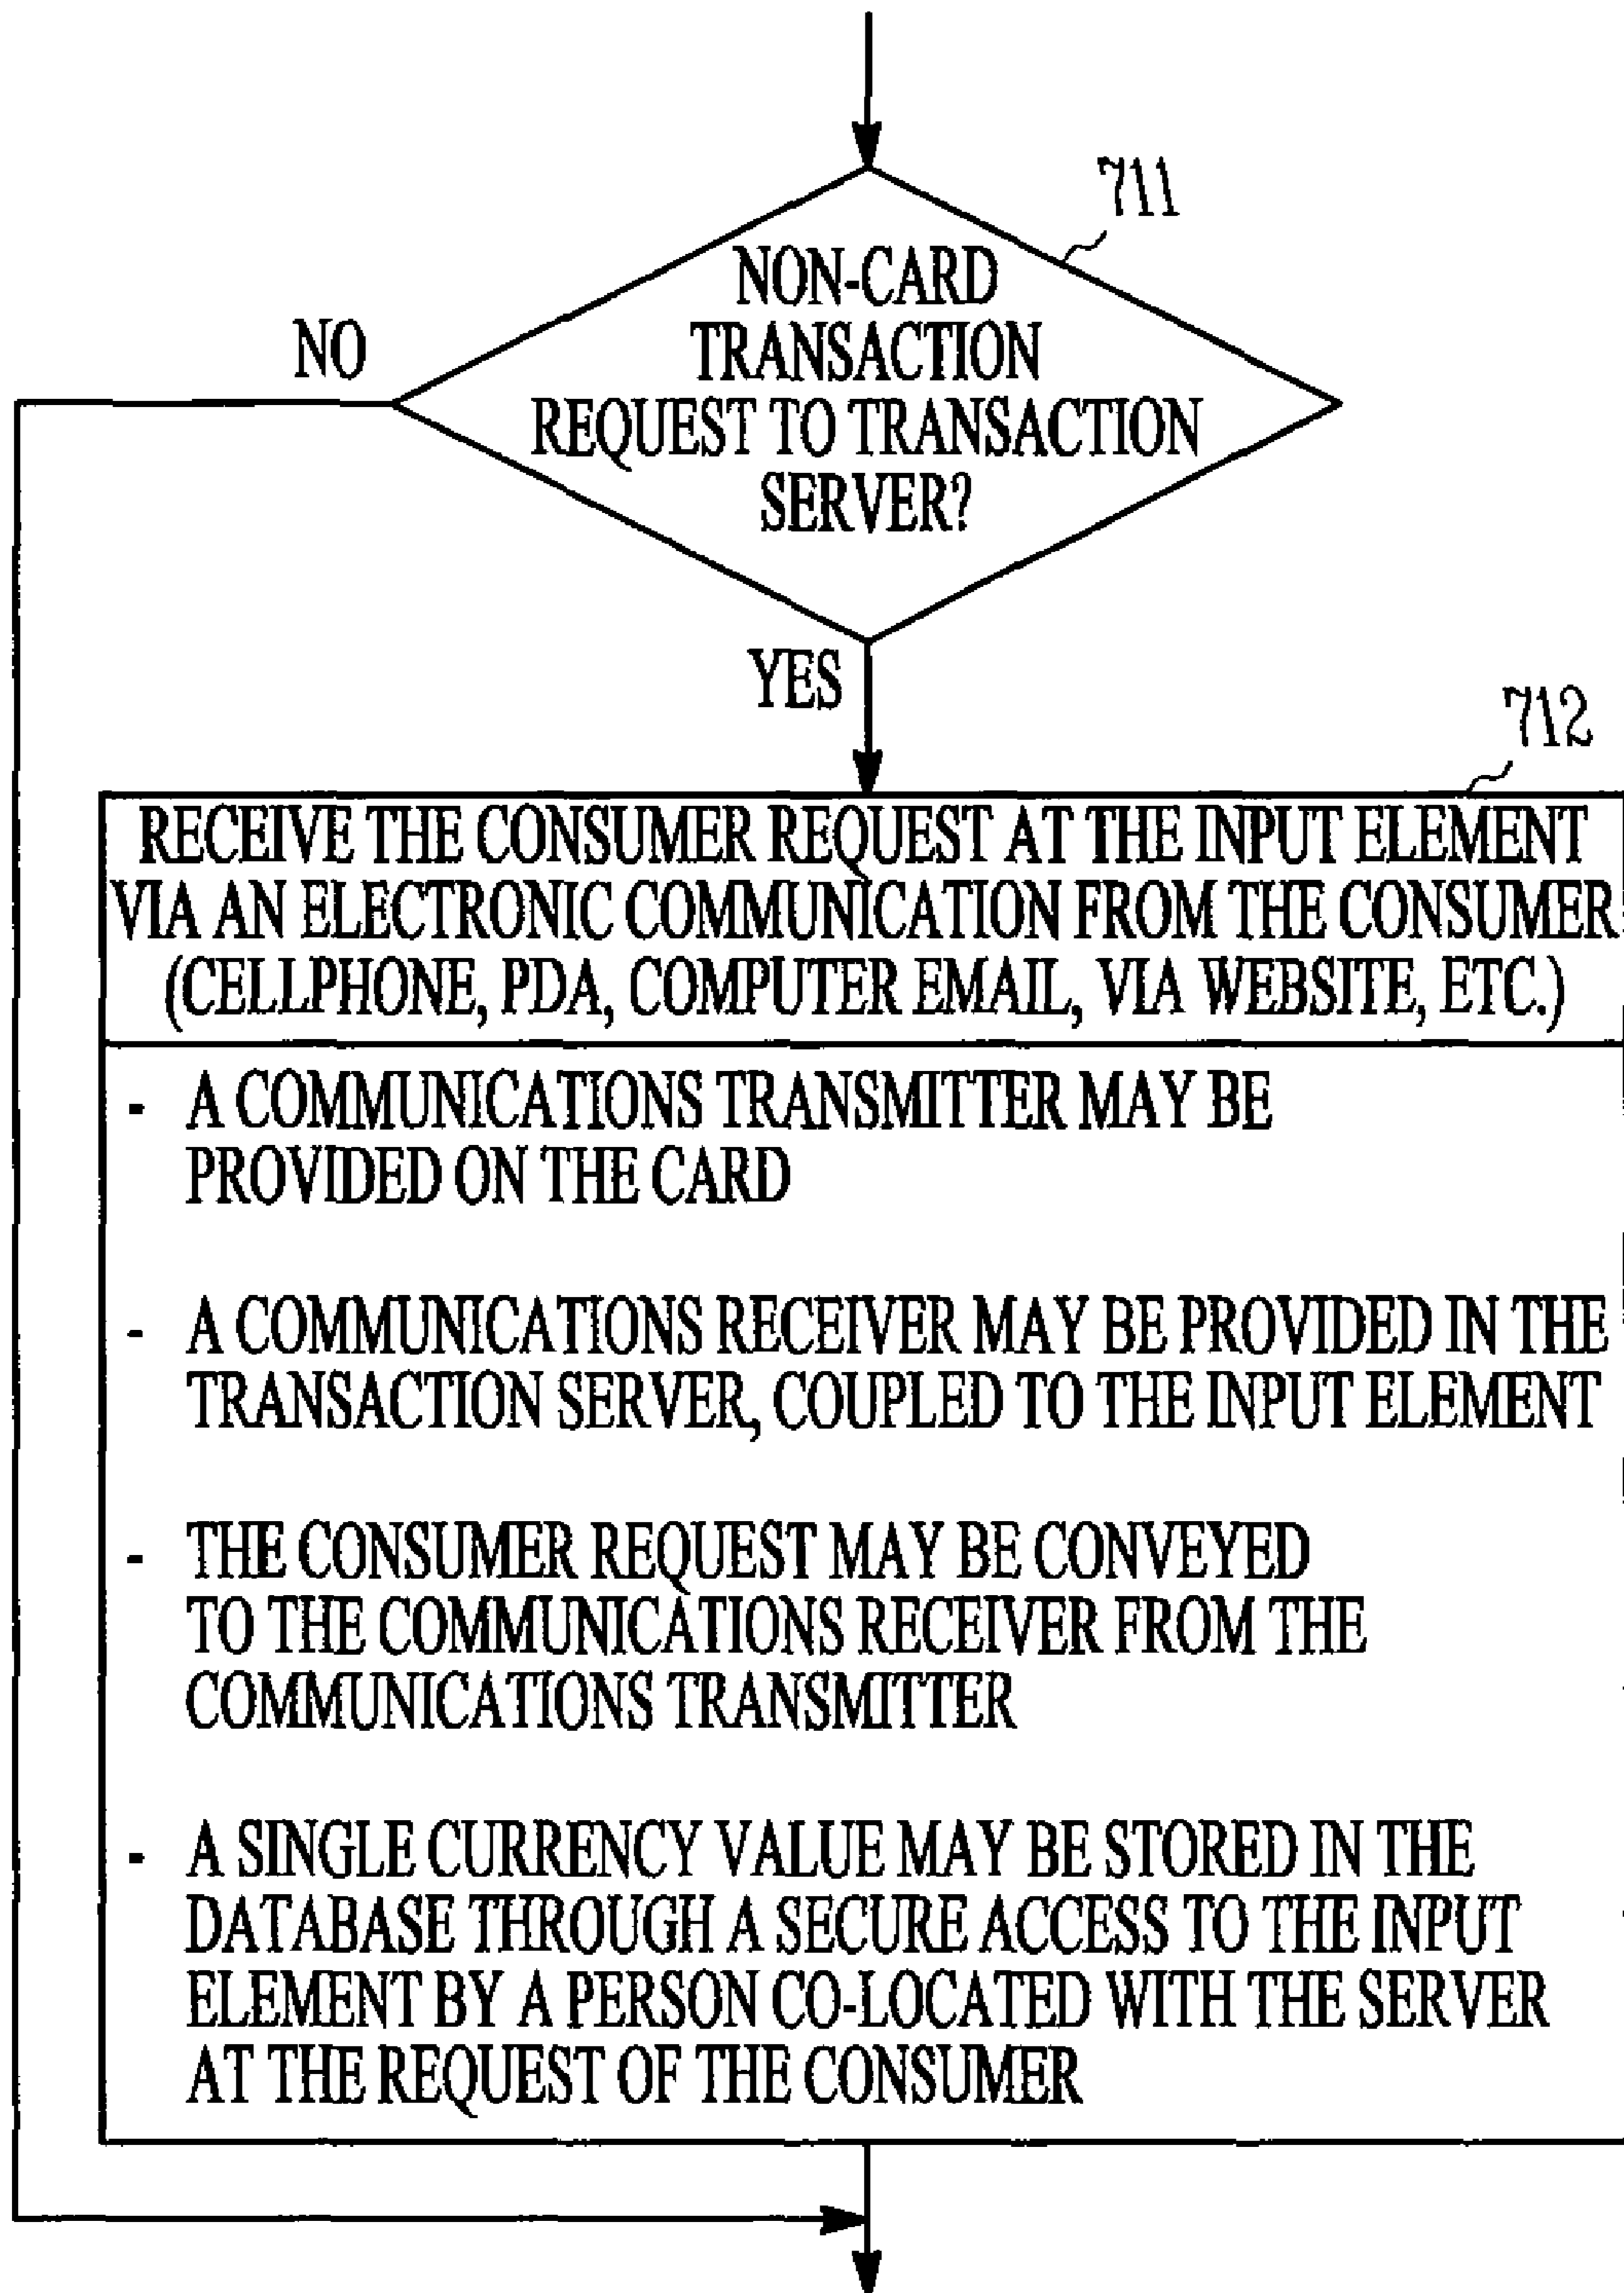 711
NON-CARD
TRANSACTION
REQUEST TO TRANSACTION
SERVER?
NO
YES
712
RECEIVE THE CONSUMER REQUEST AT THE INPUT ELEMENT
VIA AN ELECTRONIC COMMUNICATION FROM THE CONSUMER
(CELLPHONE, PDA, COMPUTER EMAIL, VIA WEBSITE, ETC.)
- A COMMUNICATIONS TRANSMITTER MAY BE
PROVIDED ON THE CARD
- A COMMUNICATIONS RECEIVER MAY BE PROVIDED IN THE
TRANSACTION SERVER, COUPLED TO THE INPUT ELEMENT
- THE CONSUMER REQUEST MAY BE CONVEYED
TO THE COMMUNICATIONS RECEIVER FROM THE
COMMUNICATIONS TRANSMITTER
- A SINGLE CURRENCY VALUE MAY BE STORED IN THE
DATABASE THROUGH A SECURE ACCESS TO THE INPUT
ELEMENT BY A PERSON CO-LOCATED WITH THE SERVER
AT THE REQUEST OF THE CONSUMER